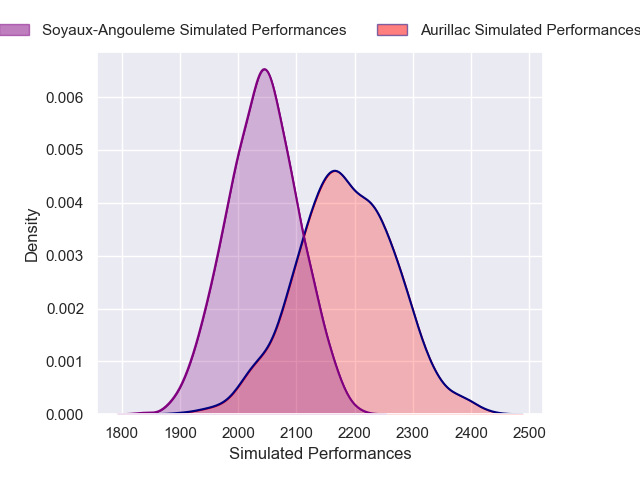 Soyaux-Angouleme Simulated Performances Aurillac Simulated Performances
0.006
0.005
0.004
0.003
0.002
0.001
0.000
Density
1800 1900 2000 2100 2200 2300 2400 2500
Simulated Performances